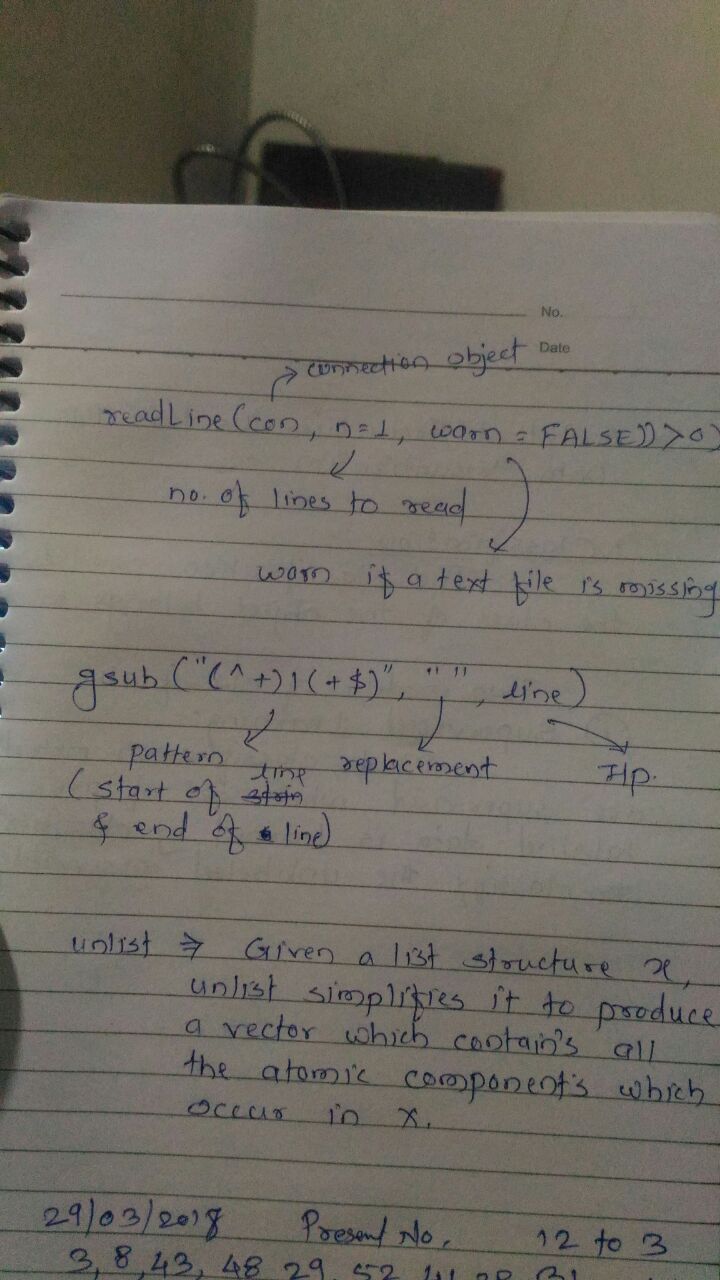 No.
Date
connection object
readLine(con, n=1, warn = FALSE))>0)
no. of lines to read
warn if a text file is missing
gsub ("(^+)|(+$)", " ", line)
pattern replacement I/p.
(start of line
& end of line)
unlist ⇒ Given a list structure x,
unlist simplifies it to produce
a vector which contain's all
the atomic component's which
occur in x.
29/03/2018 Present No. 12 to 3
3, 8, 43, 48 29, 52